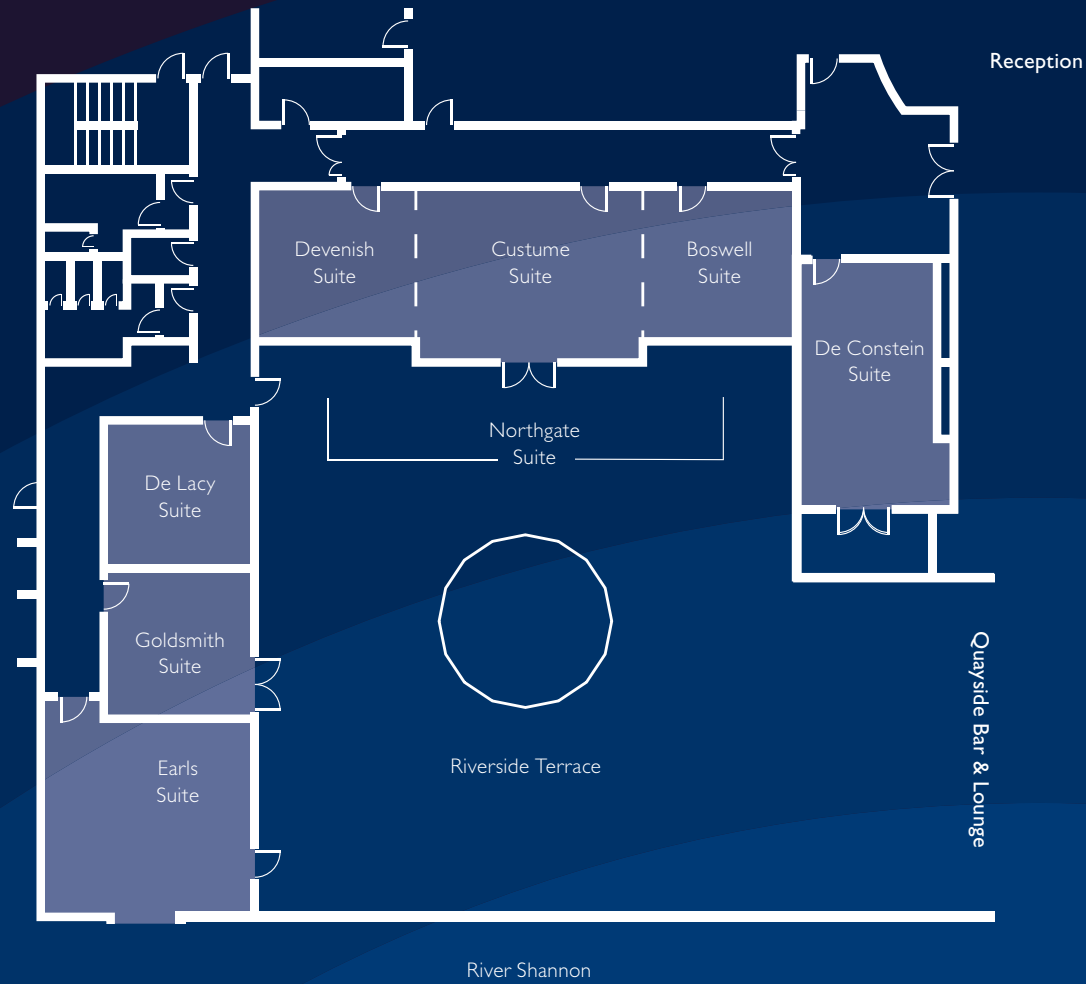 Reception
Devenish
Suite
Custume
Suite
Boswell
Suite
De Constein
Suite
Northgate
Suite
De Lacy
Suite
Goldsmith
Suite
Quayside Bar & Lounge
Earls
Suite
Riverside Terrace
River Shannon